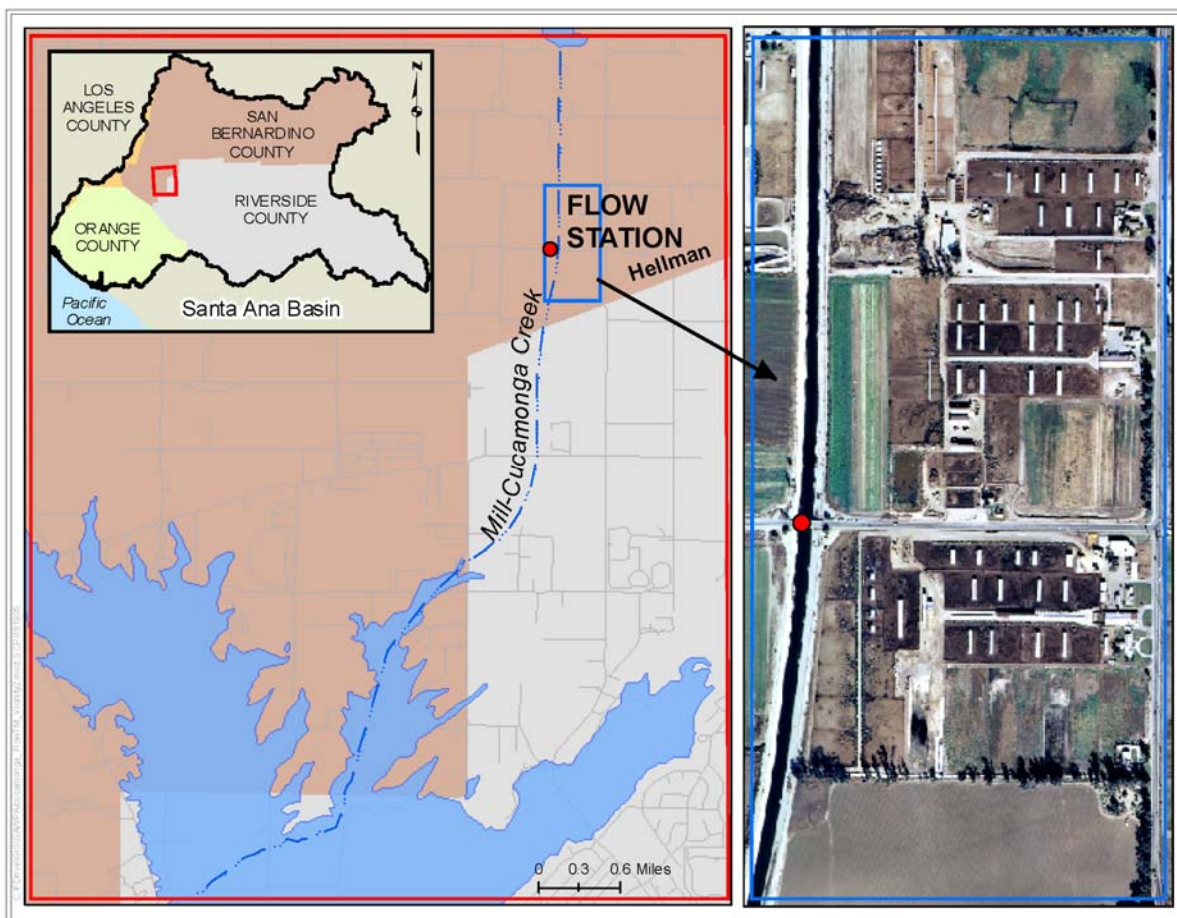 LOS
ANGELES
COUNTY
SAN
BERNARDINO
COUNTY
N
ORANGE
COUNTY
RIVERSIDE
COUNTY
Pacific
Ocean
Santa Ana Basin
FLOW
STATION
Hellman
Mill-Cucamonga Creek
0 0.3 0.6 Miles